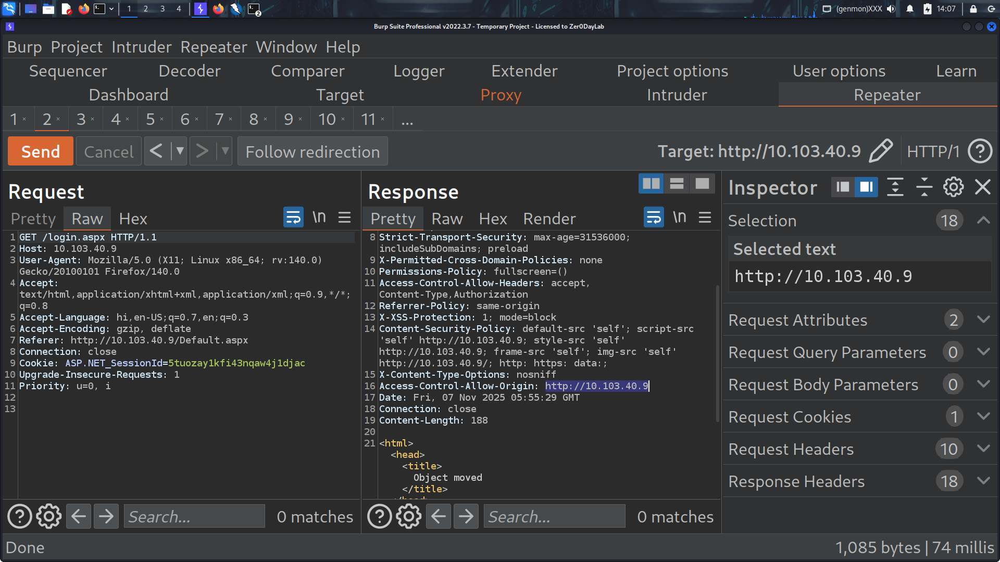 1 2 3 4 2 (genmon)XXX 14:07
Burp Suite Professional v2022.3.7 - Temporary Project - Licensed to Zer0DayLab
Burp Project Intruder Repeater Window Help
Sequencer Decoder Comparer Logger Extender Project options User options Learn
Dashboard Target Proxy Intruder Repeater
1 × 2 × 3 × 4 × 5 × 6 × 7 × 8 × 9 × 10 × 11 × ...
Send Cancel < ▼ > ▼ Follow redirection Target: http://10.103.40.9 HTTP/1 ?
Request
Pretty Raw Hex \n
1 GET /login.aspx HTTP/1.1
2 Host: 10.103.40.9
3 User-Agent: Mozilla/5.0 (X11; Linux x86_64; rv:140.0)
Gecko/20100101 Firefox/140.0
4 Accept:
text/html,application/xhtml+xml,application/xml;q=0.9,*/*;
q=0.8
5 Accept-Language: hi,en-US;q=0.7,en;q=0.3
6 Accept-Encoding: gzip, deflate
7 Referer: http://10.103.40.9/Default.aspx
8 Connection: close
9 Cookie: ASP.NET_SessionId=5tuozay1kfi43nqaw4j1djac
10 Upgrade-Insecure-Requests: 1
11 Priority: u=0, i
12
13
? Search... 0 matches
Response
Pretty Raw Hex Render \n
8 Strict-Transport-Security: max-age=31536000;
includeSubDomains; preload
9 X-Permitted-Cross-Domain-Policies: none
10 Permissions-Policy: fullscreen=()
11 Access-Control-Allow-Headers: accept,
Content-Type,Authorization
12 Referrer-Policy: same-origin
13 X-XSS-Protection: 1; mode=block
14 Content-Security-Policy: default-src 'self'; script-src
'self' http://10.103.40.9; style-src 'self'
http://10.103.40.9; frame-src 'self'; img-src 'self'
http://10.103.40.9/; http: https: data:;
15 X-Content-Type-Options: nosniff
16 Access-Control-Allow-Origin: http://10.103.40.9
17 Date: Fri, 07 Nov 2025 05:55:29 GMT
18 Connection: close
19 Content-Length: 188
20
21 <html>
<head>
<title>
Object moved
</title>
? Search... 0 matches
Inspector
Selection 18
Selected text
http://10.103.40.9
Request Attributes 2
Request Query Parameters 0
Request Body Parameters 0
Request Cookies 1
Request Headers 10
Response Headers 18
Done 1,085 bytes | 74 millis